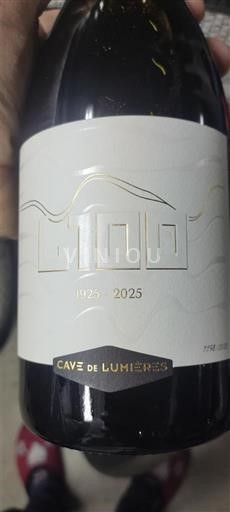 VINIOU
1925 - 2025
CAVE DE LUMIÈRES